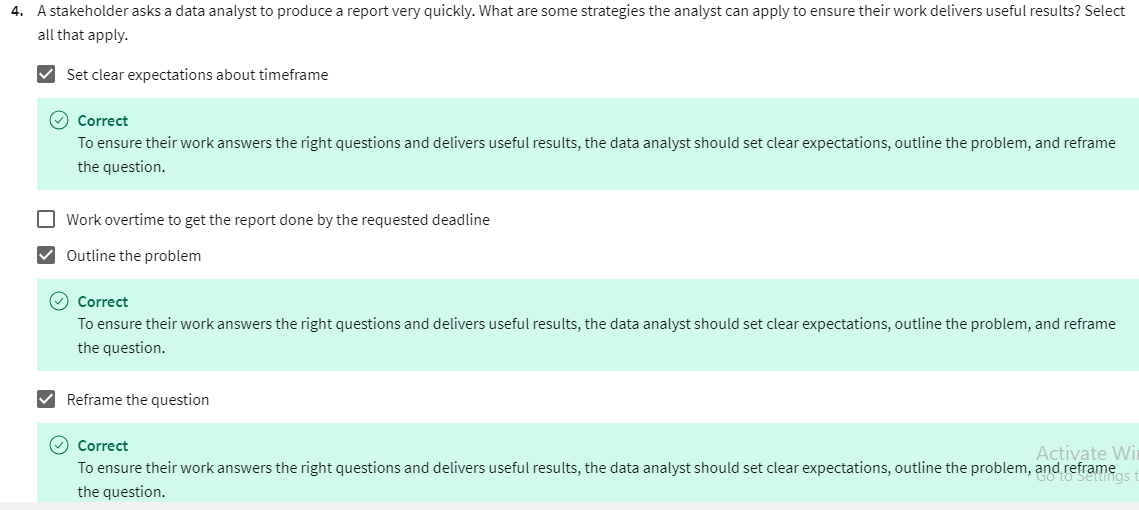 4. A stakeholder asks a data analyst to produce a report very quickly. What are some strategies the analyst can apply to ensure their work delivers useful results? Select
all that apply.
Set clear expectations about timeframe
Correct
To ensure their work answers the right questions and delivers useful results, the data analyst should set clear expectations, outline the problem, and reframe
the question.
Work overtime to get the report done by the requested deadline
Outline the problem
Correct
To ensure their work answers the right questions and delivers useful results, the data analyst should set clear expectations, outline the problem, and reframe
the question.
Reframe the question
Correct
To ensure their work answers the right questions and delivers useful results, the data analyst should set clear expectations, outline the problem, and reframe
the question.
Activate Wi
Go to Settings t